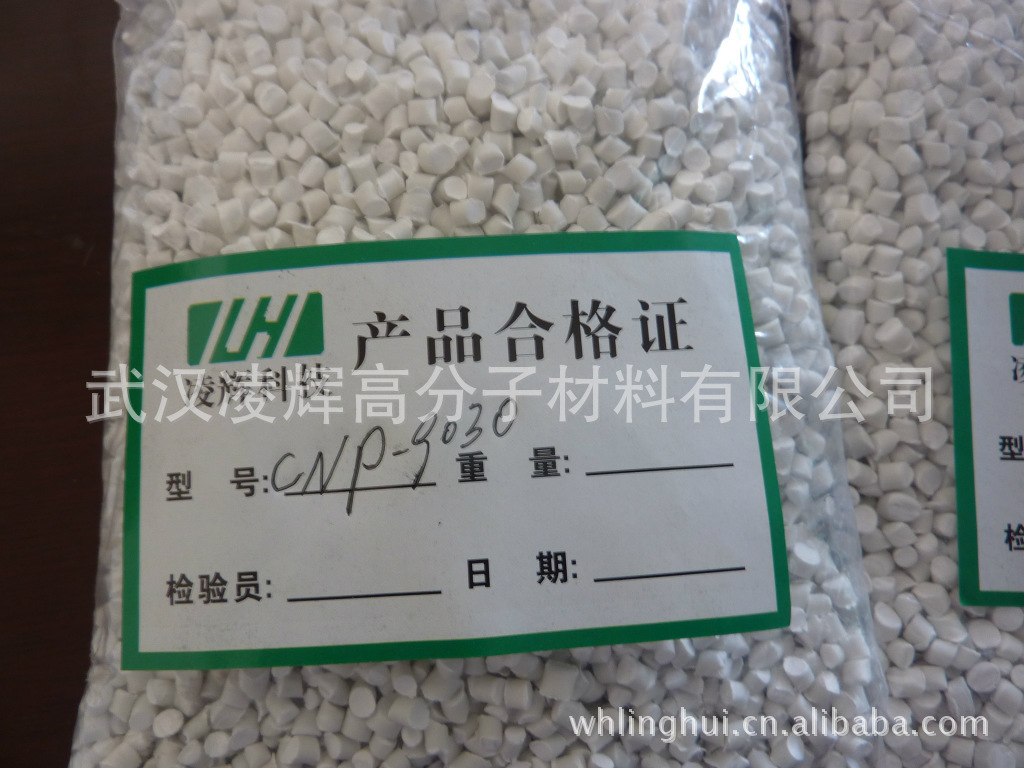 产品合格证
凌辉科技
武汉凌辉高分子材料有限公司
型 号: CNP-9030 重 量:
检验员: 日 期:
凌
型
检
whlinghui.cn.alibaba.com